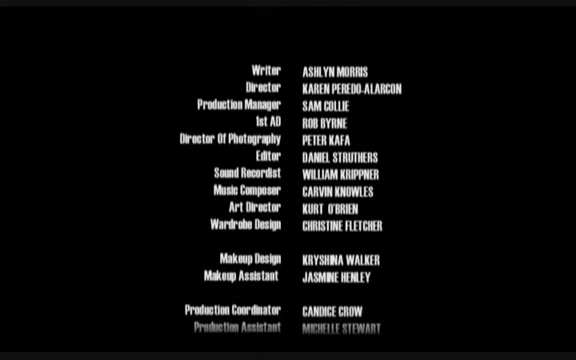 Writer ASHLYN MORRIS
Director KAREN PEREDO-ALARCON
Production Manager SAM COLLIE
1st AD ROB BYRNE
Director Of Photography PETER KAFA
Editor DANIEL STRUTHERS
Sound Recordist WILLIAM KRIPPNER
Music Composer CARVIN KNOWLES
Art Director KURT O'BRIEN
Wardrobe Design CHRISTINE FLETCHER
Makeup Design KRYSHINA WALKER
Makeup Assistant JASMINE HENLEY
Production Coordinator CANDICE CROW
Production Assistant MICHELLE STEWART